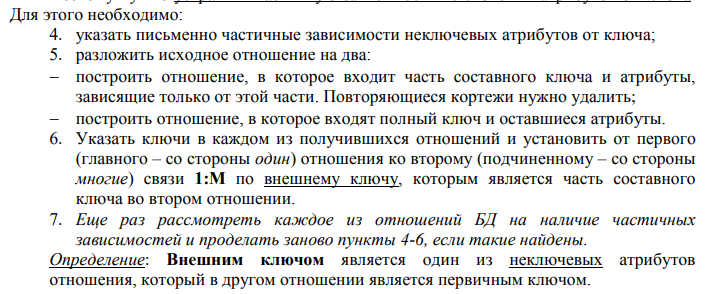 Для этого необходимо:
4. указать письменно частичные зависимости неключевых атрибутов от ключа;
5. разложить исходное отношение на два:
– построить отношение, в которое входит часть составного ключа и атрибуты,
зависящие только от этой части. Повторяющиеся кортежи нужно удалить;
– построить отношение, в которое входят полный ключ и оставшиеся атрибуты.
6. Указать ключи в каждом из получившихся отношений и установить от первого
(главного – со стороны один) отношения ко второму (подчиненному – со стороны
многие) связи 1:М по внешнему ключу, которым является часть составного
ключа во втором отношении.
7. Еще раз рассмотреть каждое из отношений БД на наличие частичных
зависимостей и проделать заново пункты 4-6, если такие найдены.
Определение: Внешним ключом является один из неключевых атрибутов
отношения, который в другом отношении является первичным ключом.